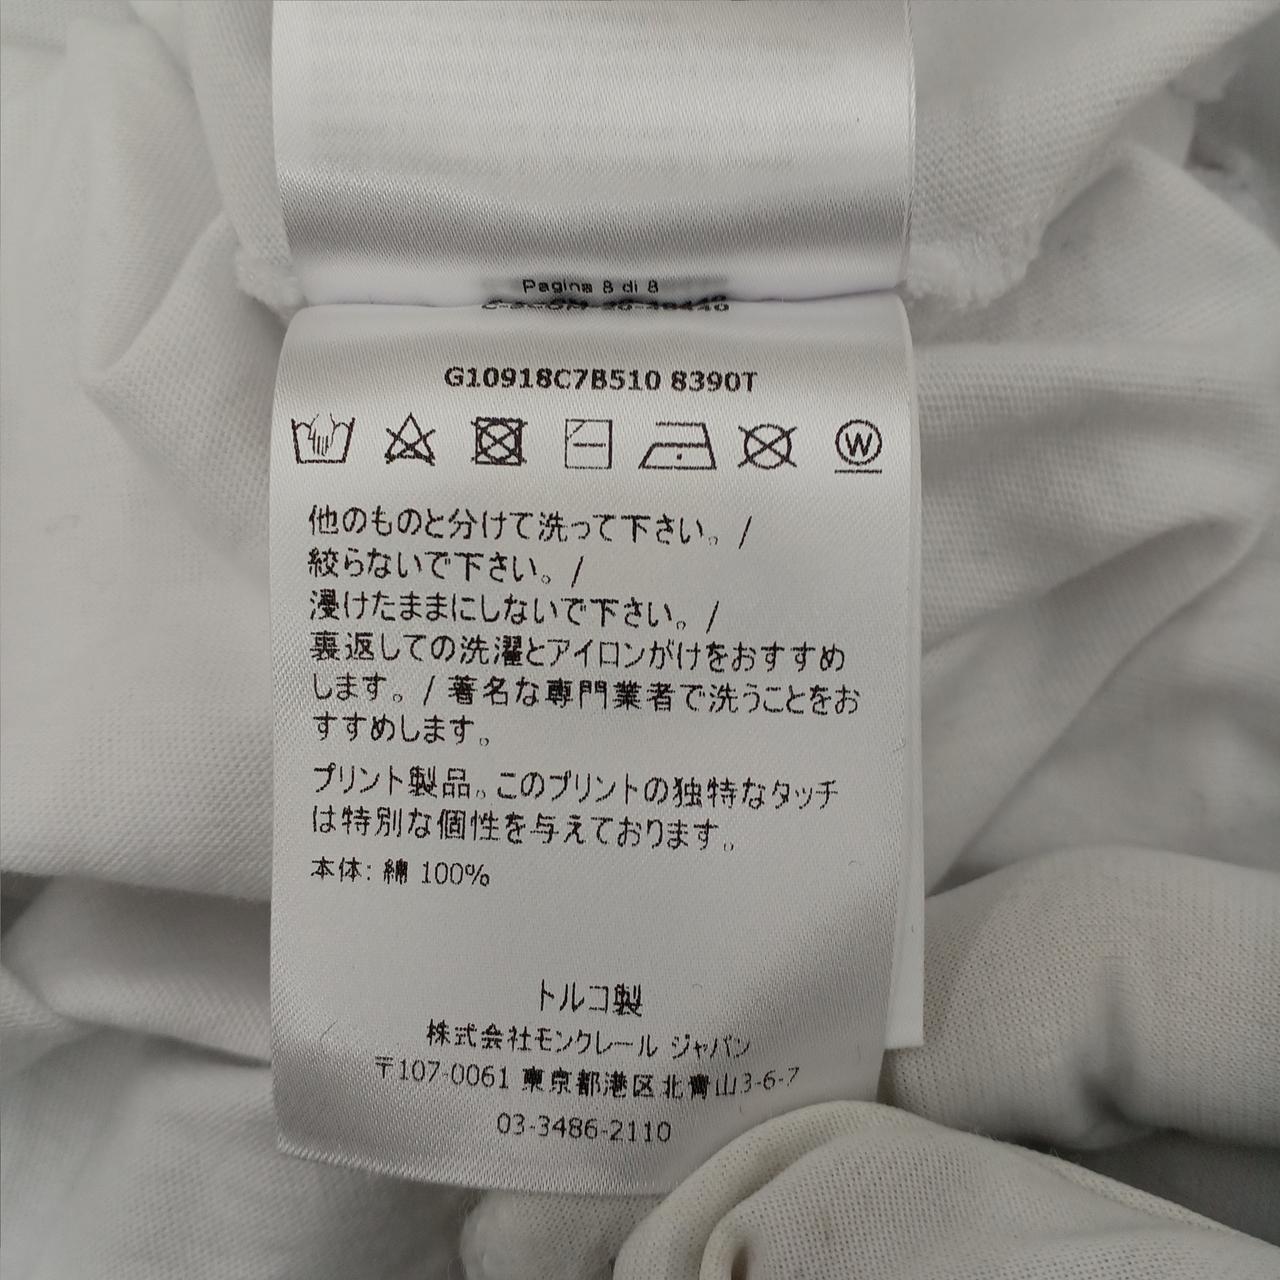 Pagina 8 di 8
G10918C7B510 8390T
W
他のものと分けて洗って下さい。/
絞らないで下さい。/
浸けたままにしないで下さい。/
裏返しての洗濯とアイロンがけをおすすめ
します。/ 著名な専門業者で洗うことをお
すすめします。
プリント製品。このプリントの独特なタッチ
は特別な個性を与えております。
本体: 綿 100%
トルコ製
株式会社モンクレール ジャパン
〒107-0061 東京都港区北青山3-6-7
03-3486-2110